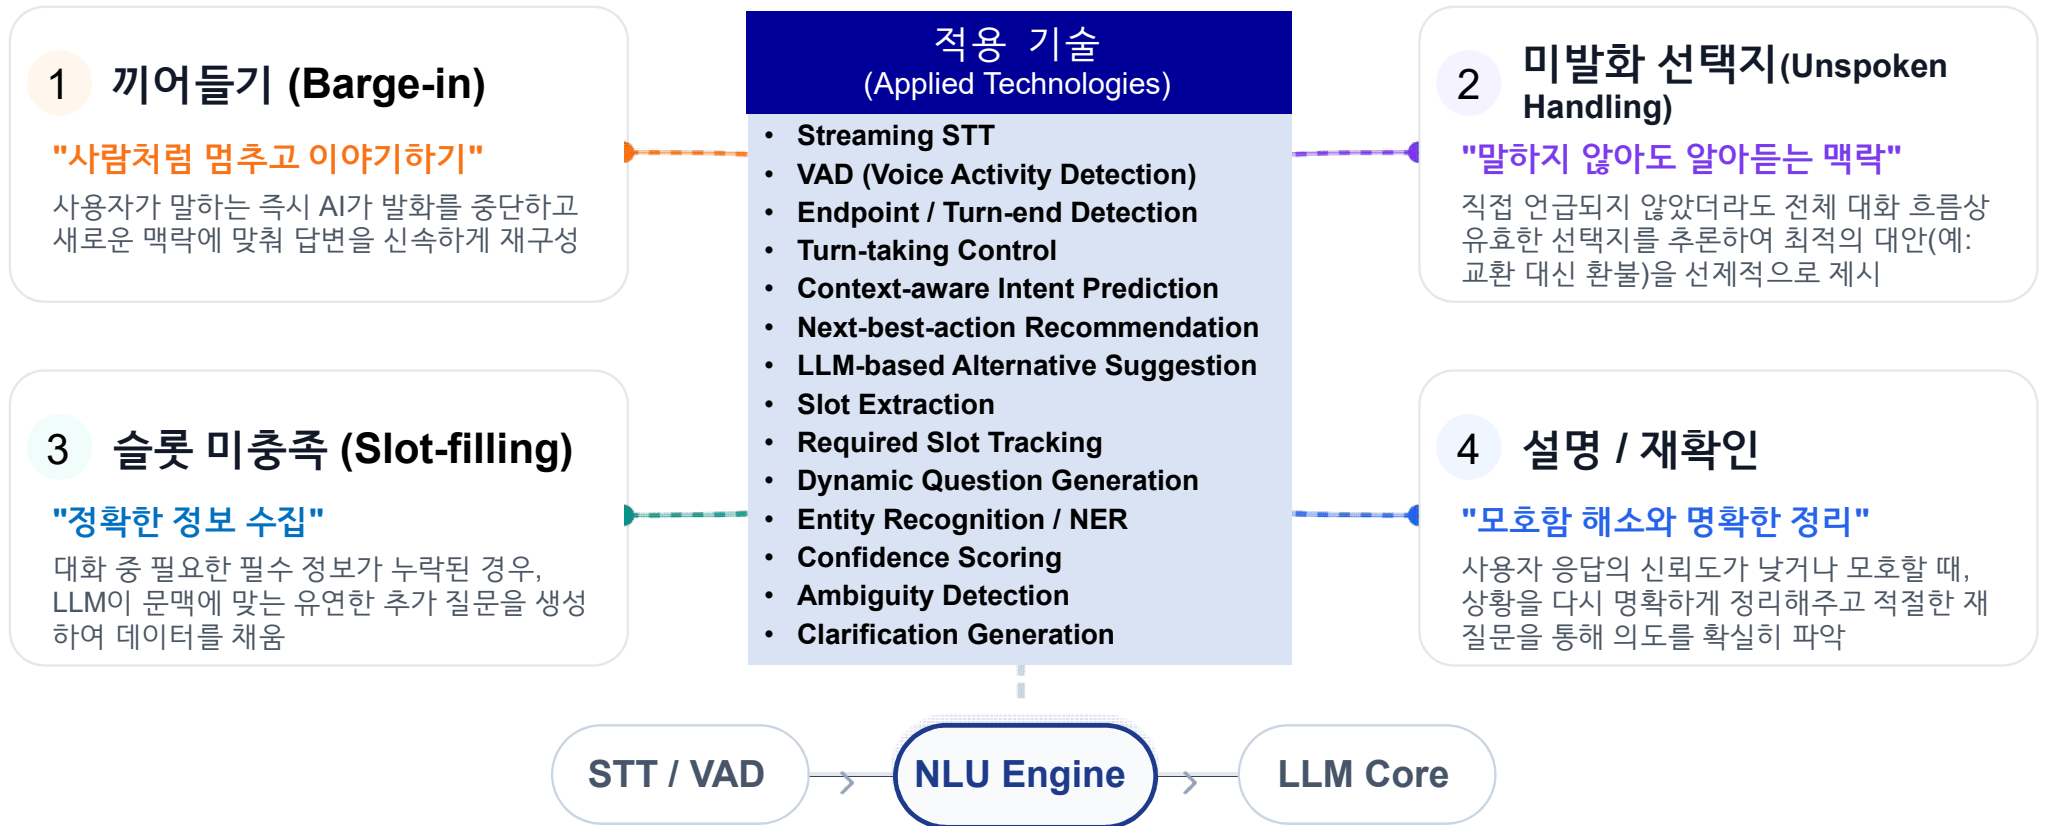 1
끼어들기 (Barge-in)
"사람처럼 멈추고 이야기하기"
사용자가 말하는 즉시 AI가 발화를 중단하고
새로운 맥락에 맞춰 답변을 신속하게 재구성
적용 기술
(Applied Technologies)
• Streaming STT
• VAD (Voice Activity Detection)
• Endpoint / Turn-end Detection
• Turn-taking Control
• Context-aware Intent Prediction
• Next-best-action Recommendation
• LLM-based Alternative Suggestion
• Slot Extraction
• Required Slot Tracking
• Dynamic Question Generation
• Entity Recognition / NER
• Confidence Scoring
• Ambiguity Detection
• Clarification Generation
2
미발화 선택지(Unspoken
Handling)
"말하지 않아도 알아듣는 맥락"
직접 언급되지 않았더라도 전체 대화 흐름상
유효한 선택지를 추론하여 최적의 대안(예:
교환 대신 환불)을 선제적으로 제시
3
슬롯 미충족 (Slot-filling)
"정확한 정보 수집"
대화 중 필요한 필수 정보가 누락된 경우,
LLM이 문맥에 맞는 유연한 추가 질문을 생성
하여 데이터를 채움
4
설명 / 재확인
"모호함 해소와 명확한 정리"
사용자 응답의 신뢰도가 낮거나 모호할 때,
상황을 다시 명확하게 정리해주고 적절한 재
질문을 통해 의도를 확실히 파악
STT / VAD
NLU Engine
LLM Core